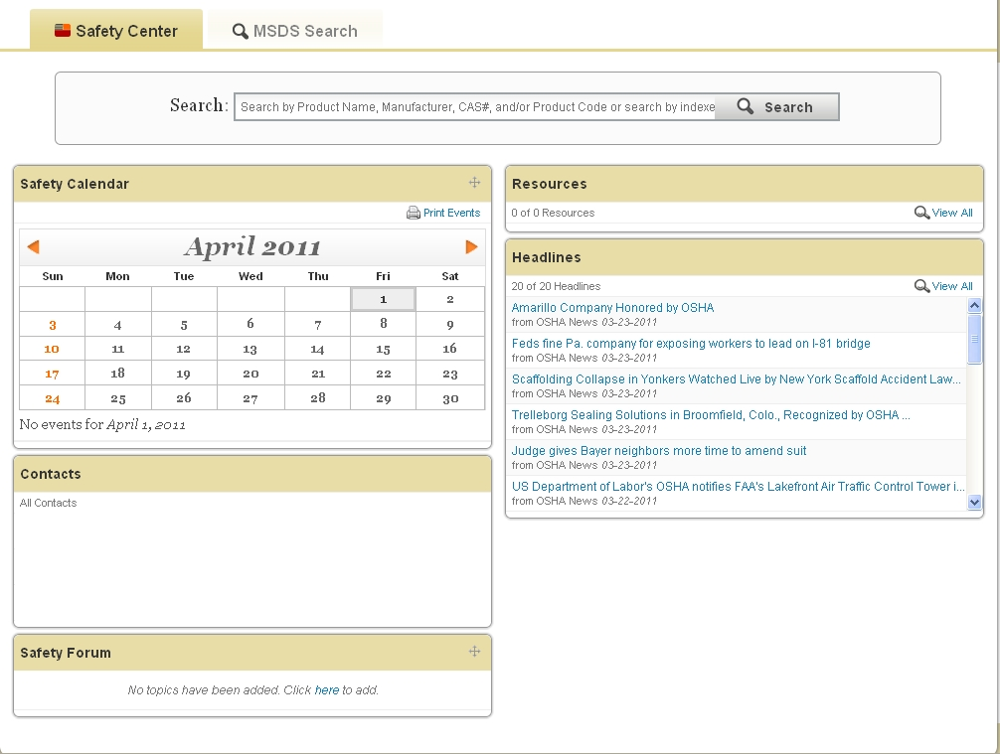 Safety Center
MSDS Search
Search:
Search by Product Name, Manufacturer, CAS#, and/or Product Code or search by indexe
Search
Safety Calendar
Print Events
April 2011
Sun Mon Tue Wed Thu Fri Sat
1 2
3 4 5 6 7 8 9
10 11 12 13 14 15 16
17 18 19 20 21 22 23
24 25 26 27 28 29 30
No events for April 1, 2011
Contacts
All Contacts
Safety Forum
No topics have been added. Click here to add.
Resources
0 of 0 Resources
View All
Headlines
20 of 20 Headlines
View All
Amarillo Company Honored by OSHA
from OSHA News 03-23-2011
Feds fine Pa. company for exposing workers to lead on I-81 bridge
from OSHA News 03-23-2011
Scaffolding Collapse in Yonkers Watched Live by New York Scaffold Accident Law...
from OSHA News 03-23-2011
Trelleborg Sealing Solutions in Broomfield, Colo., Recognized by OSHA ...
from OSHA News 03-23-2011
Judge gives Bayer neighbors more time to amend suit
from OSHA News 03-23-2011
US Department of Labor's OSHA notifies FAA's Lakefront Air Traffic Control Tower i...
from OSHA News 03-22-2011